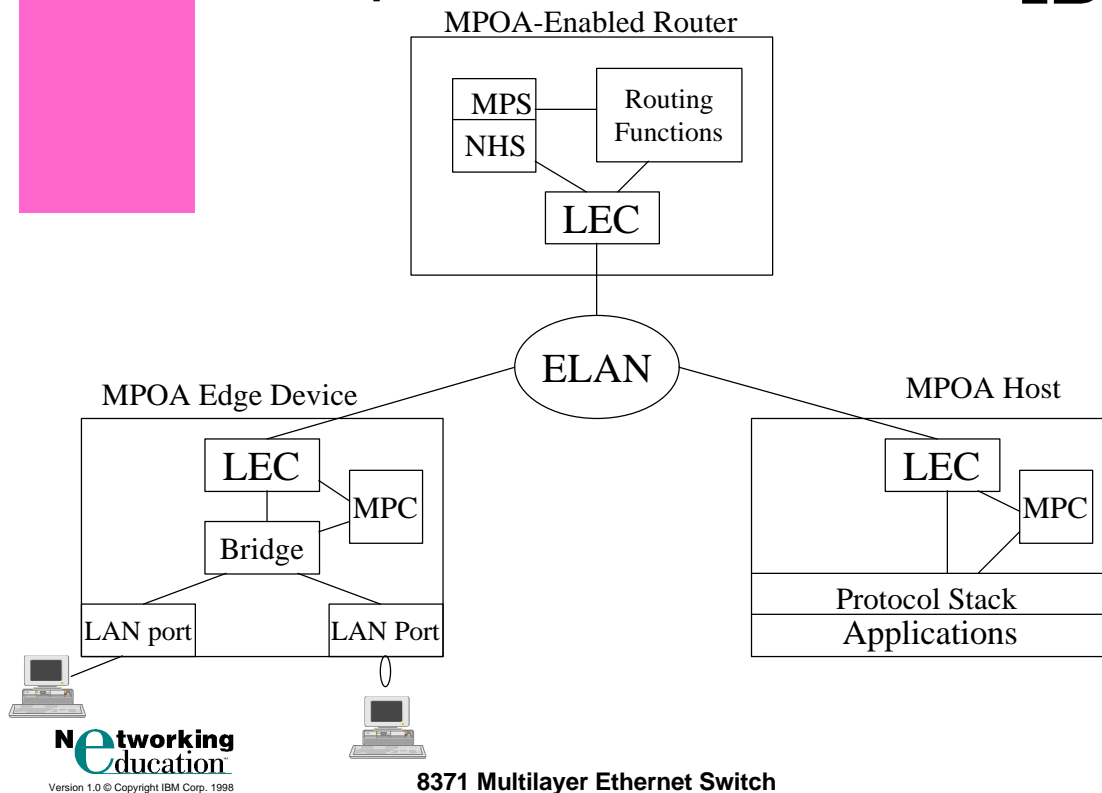 MPOA-Enabled Router
MPS
NHS
Routing
Functions
LEC
ELAN
MPOA Edge Device
MPOA Host
LEC
MPC
Bridge
LAN port
LAN Port
LEC
MPC
Protocol Stack
Applications
Networking
education
Version 1.0 © Copyright IBM Corp. 1998
8371 Multilayer Ethernet Switch